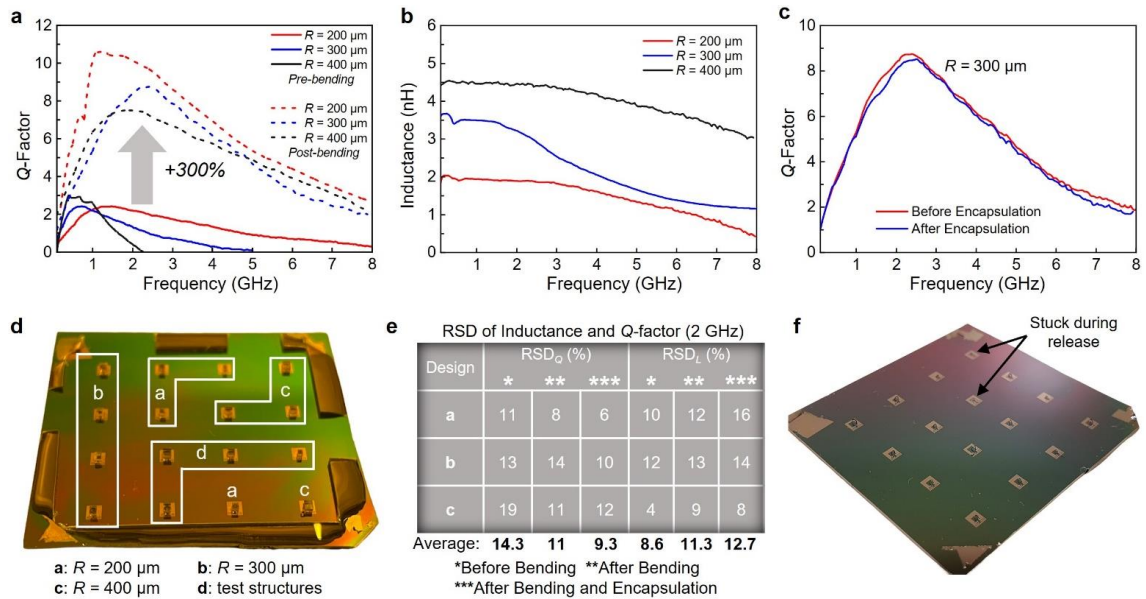 a
12
10
8
6
4
2
0
Q-Factor
1 2 3 4 5 6 7 8
Frequency (GHz)
R = 200 µm
R = 300 µm
R = 400 µm
Pre-bending
R = 200 µm
R = 300 µm
R = 400 µm
Post-bending
+300%
b
6
5
4
3
2
1
0
Inductance (nH)
1 2 3 4 5 6 7 8
Frequency (GHz)
R = 200 µm
R = 300 µm
R = 400 µm
c
10
8
6
4
2
0
Q-Factor
1 2 3 4 5 6 7 8
Frequency (GHz)
R = 300 µm
Before Encapsulation
After Encapsulation
d
b
a
c
d
a
c
a: R = 200 µm b: R = 300 µm
c: R = 400 µm d: test structures
e
RSD of Inductance and Q-factor (2 GHz)
Design RSDQ (%) RSDL (%)
* ** *** * ** ***
a 11 8 6 10 12 16
b 13 14 10 12 13 14
c 19 11 12 4 9 8
Average: 14.3 11 9.3 8.6 11.3 12.7
*Before Bending **After Bending
***After Bending and Encapsulation
f
Stuck during
release